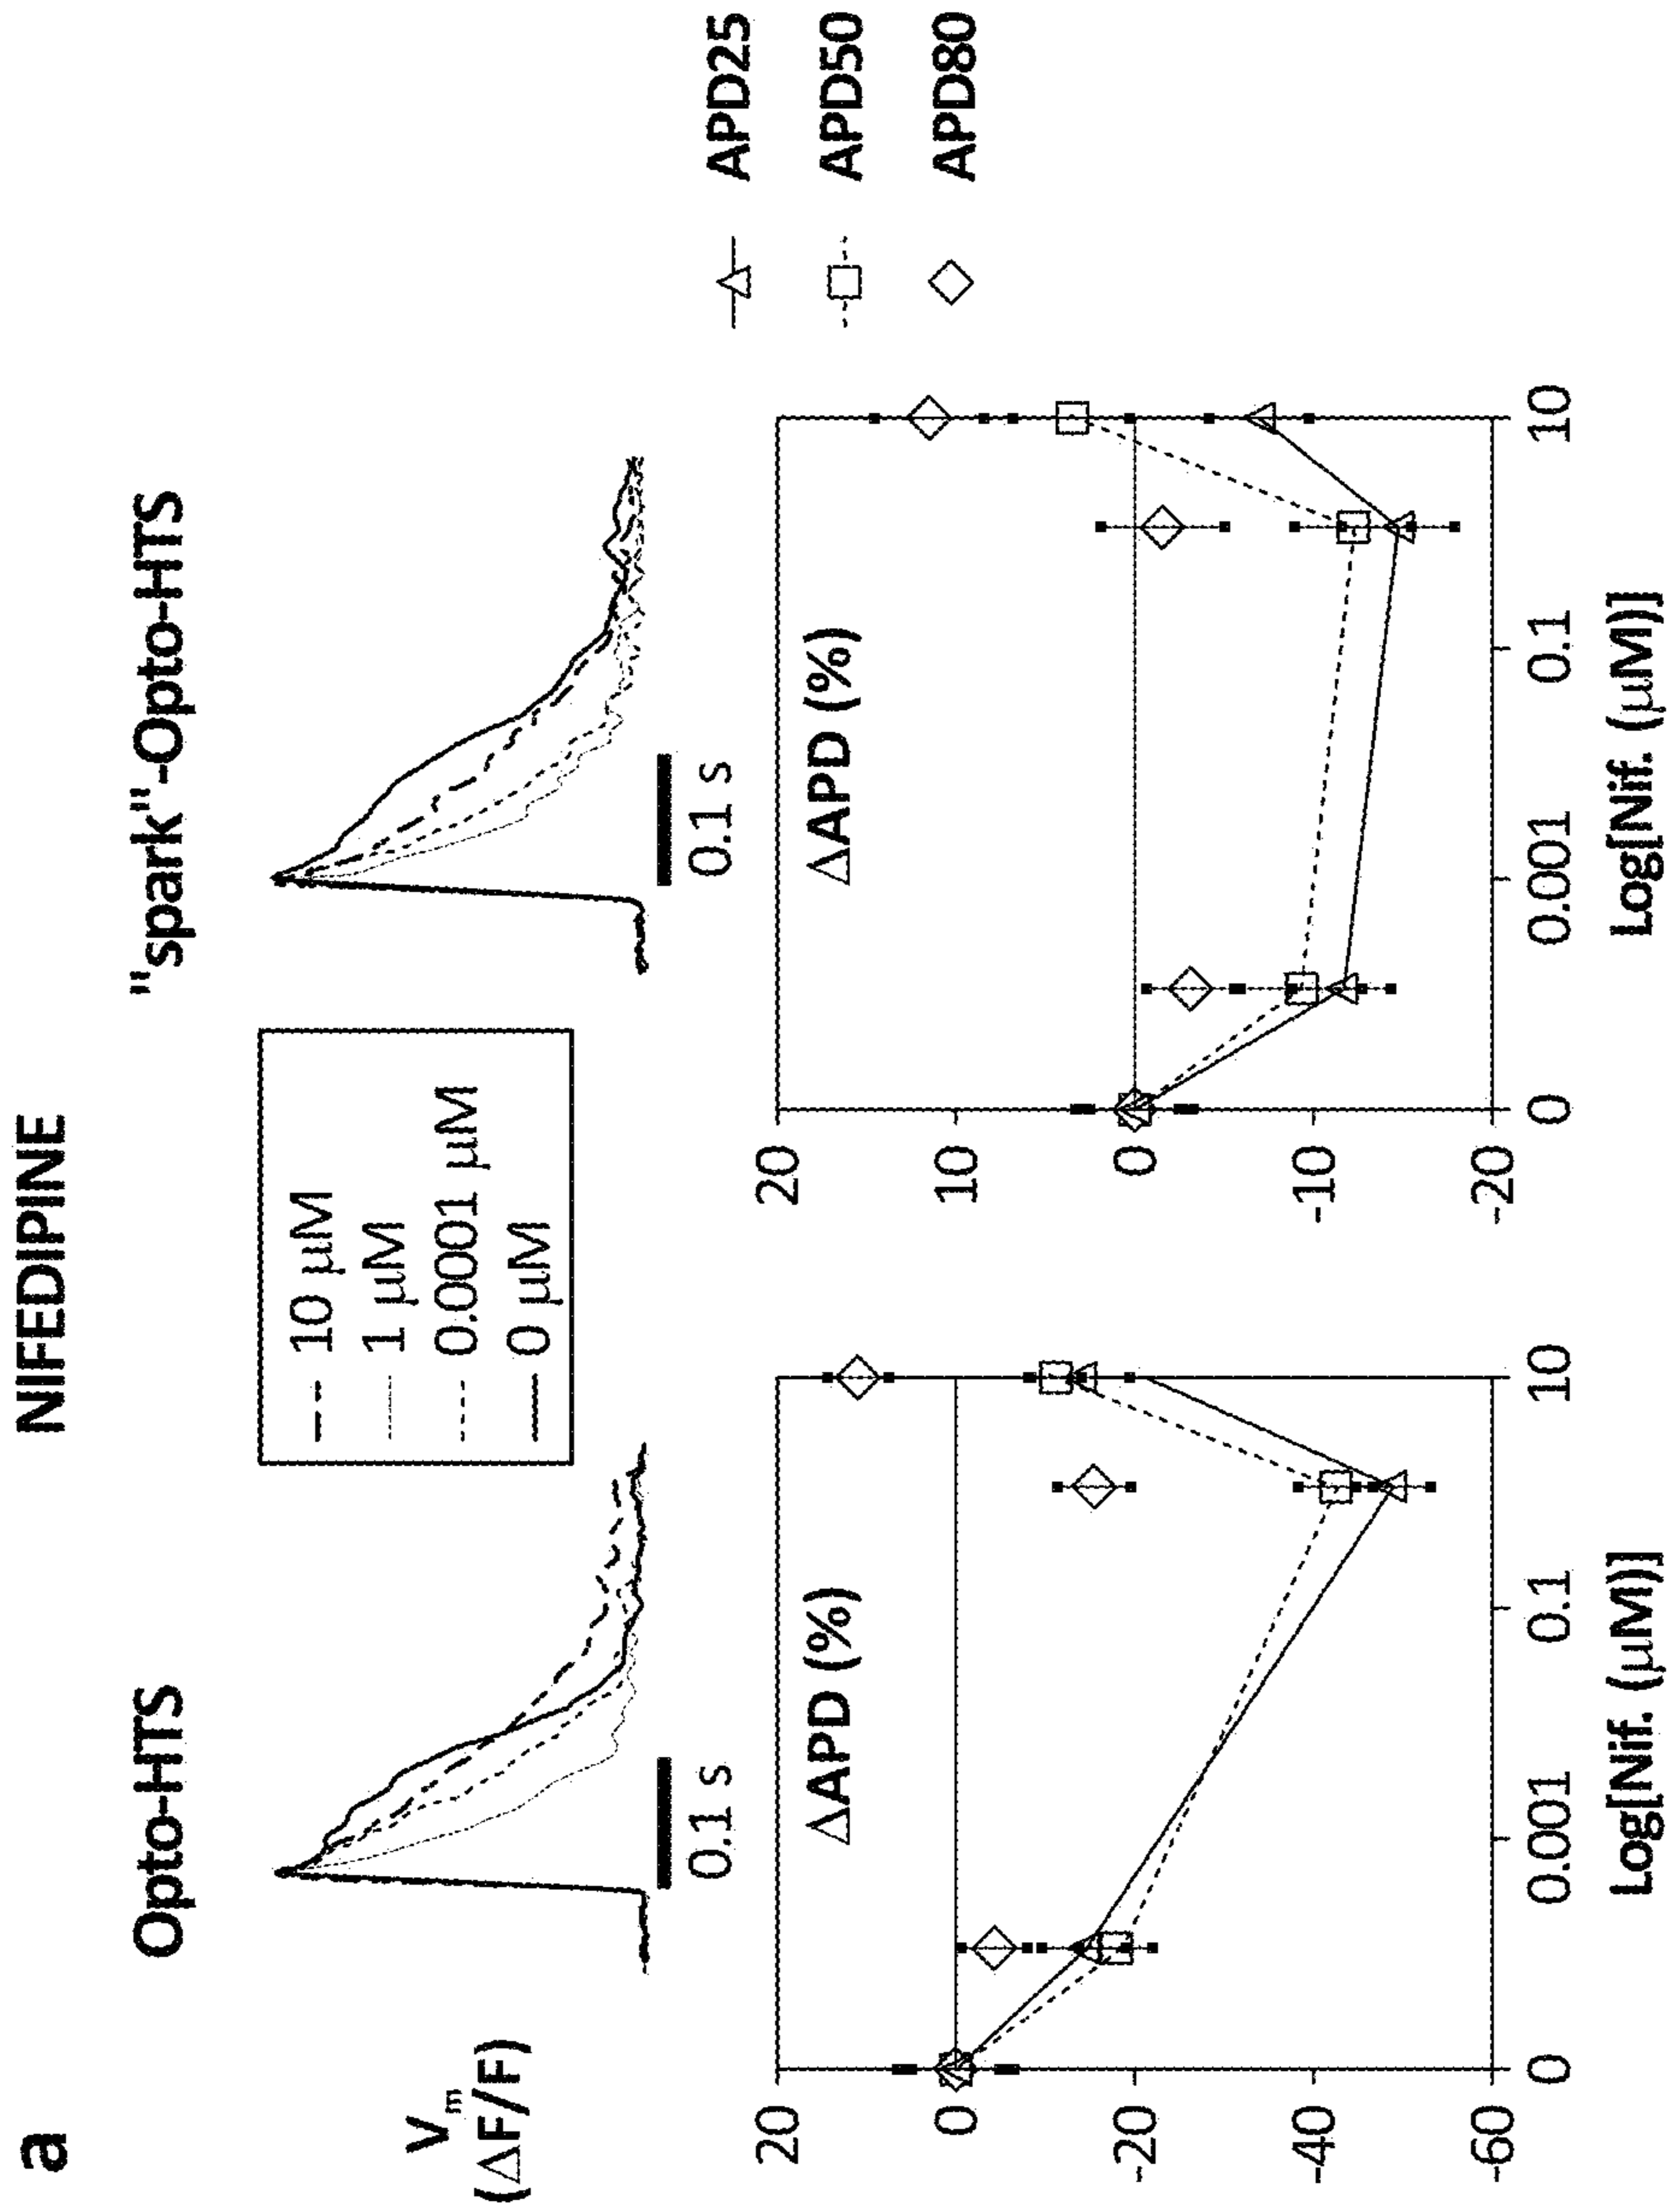 a
NIFEDIPINE
Opto-HTS
"spark"-Opto-HTS
Vm
(ΔF/F)
10 μM
1 μM
0.0001 μM
0 μM
0.1 s
0.1 s
ΔAPD (%)
20
0
-20
-40
-60
0
0.001
0.1
10
Log[Nif. (μM)]
ΔAPD (%)
20
10
0
-10
-20
0
0.001
0.1
10
Log[Nif. (μM)]
APD25
APD50
APD80